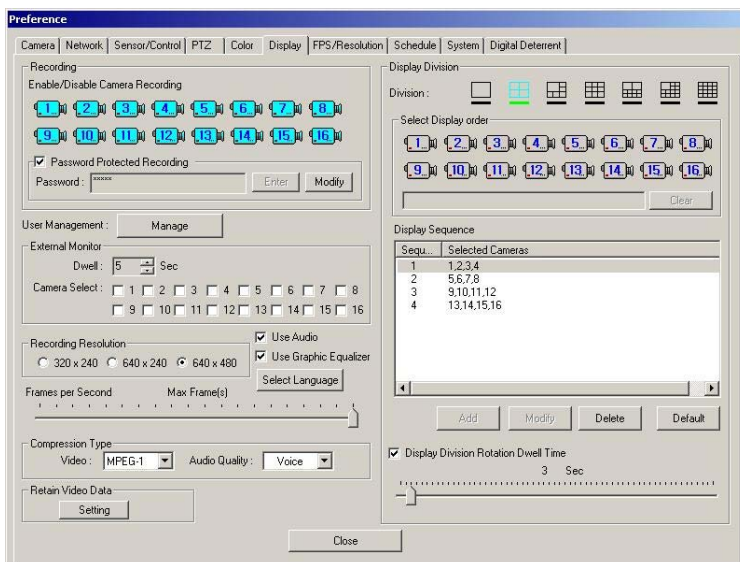 Preference
Camera Network Sensor/Control PTZ Color Display FPS/Resolution Schedule System Digital Deterrent
Recording
Enable/Disable Camera Recording
1 2 3 4 5 6 7 8
9 10 11 12 13 14 15 16
Password Protected Recording
Password : xxxxx Enter Modify
User Management : Manage
External Monitor
Dwell : 5 Sec
Camera Select : 1 2 3 4 5 6 7 8
9 10 11 12 13 14 15 16
Recording Resolution
320 x 240 640 x 240 640 x 480
Use Audio
Use Graphic Equalizer
Select Language
Frames per Second Max Frame(s)
Compression Type
Video : MPEG-1 Audio Quality : Voice
Retain Video Data
Setting
Display Division
Division :
Select Display order
1 2 3 4 5 6 7 8
9 10 11 12 13 14 15 16
Clear
Display Sequence
Sequ... Selected Cameras
1 1,2,3,4
2 5,6,7,8
3 9,10,11,12
4 13,14,15,16
Add Modify Delete Default
Display Division Rotation Dwell Time
3 Sec
Close